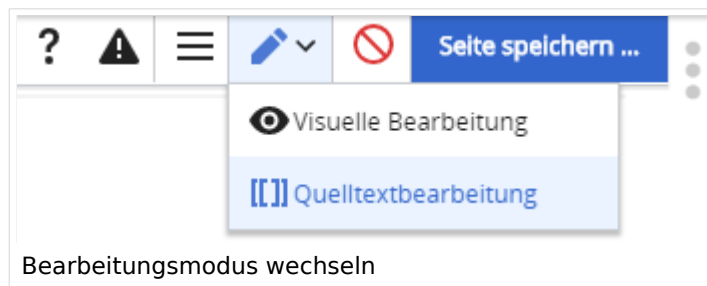 ? Seite speichern ...
Visuelle Bearbeitung
[[]] Quelltextbearbeitung
Bearbeitungsmodus wechseln